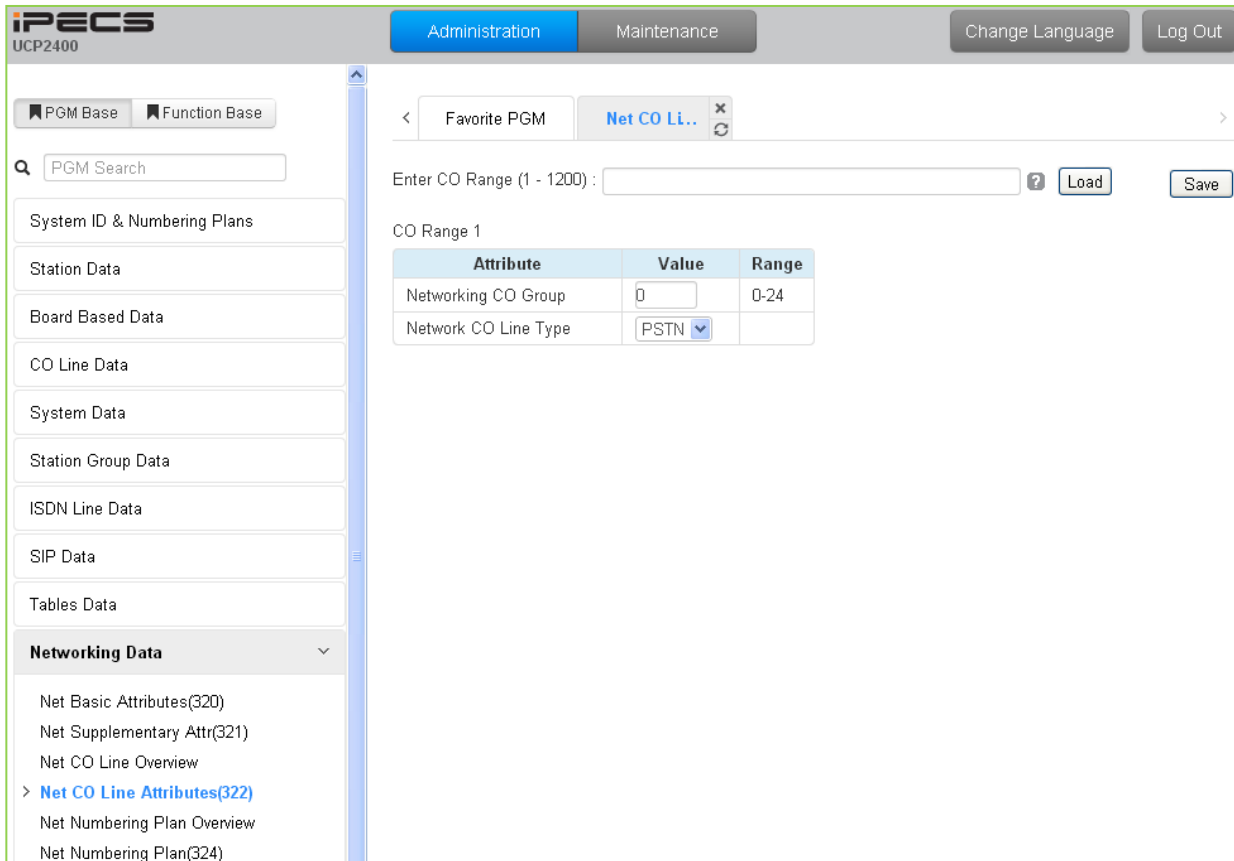 iPECS
UCP2400
Administration
Maintenance
Change Language
Log Out
PGM Base
Function Base
PGM Search
System ID & Numbering Plans
Station Data
Board Based Data
CO Line Data
System Data
Station Group Data
ISDN Line Data
SIP Data
Tables Data
Networking Data
Net Basic Attributes(320)
Net Supplementary Attr(321)
Net CO Line Overview
> Net CO Line Attributes(322)
Net Numbering Plan Overview
Net Numbering Plan(324)
< Favorite PGM Net CO Li.. >
Enter CO Range (1 - 1200) : ? Load Save
CO Range 1
Attribute Value Range
Networking CO Group 0 0-24
Network CO Line Type PSTN